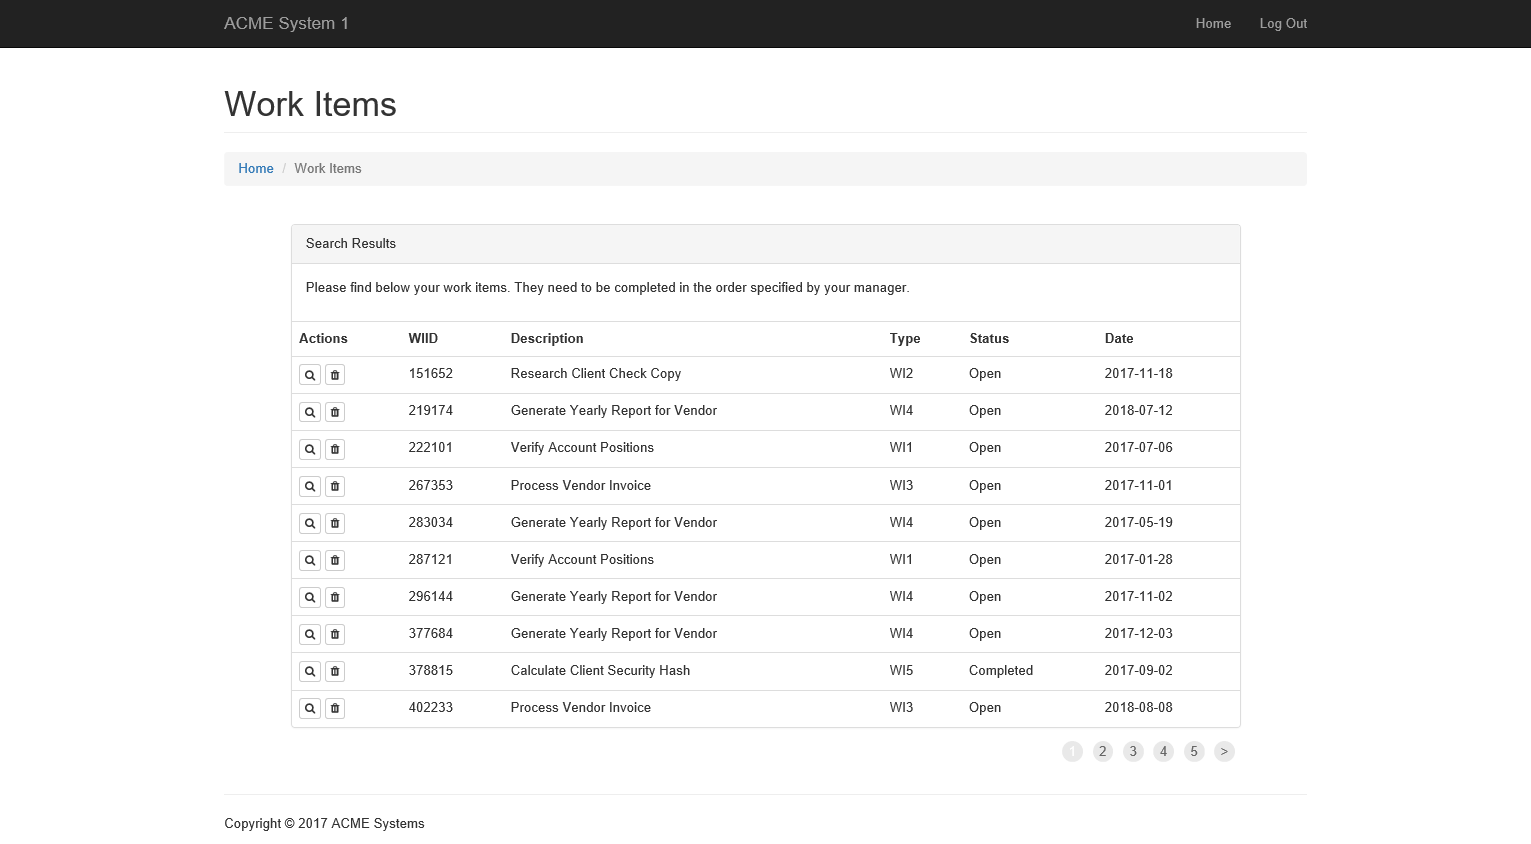 ACME System 1 Home Log Out
Work Items
Home / Work Items
Search Results
Please find below your work items. They need to be completed in the order specified by your manager.
Actions WIID Description Type Status Date
151652 Research Client Check Copy WI2 Open 2017-11-18
219174 Generate Yearly Report for Vendor WI4 Open 2018-07-12
222101 Verify Account Positions WI1 Open 2017-07-06
267353 Process Vendor Invoice WI3 Open 2017-11-01
283034 Generate Yearly Report for Vendor WI4 Open 2017-05-19
287121 Verify Account Positions WI1 Open 2017-01-28
296144 Generate Yearly Report for Vendor WI4 Open 2017-11-02
377684 Generate Yearly Report for Vendor WI4 Open 2017-12-03
378815 Calculate Client Security Hash WI5 Completed 2017-09-02
402233 Process Vendor Invoice WI3 Open 2018-08-08
1 2 3 4 5 >
Copyright © 2017 ACME Systems